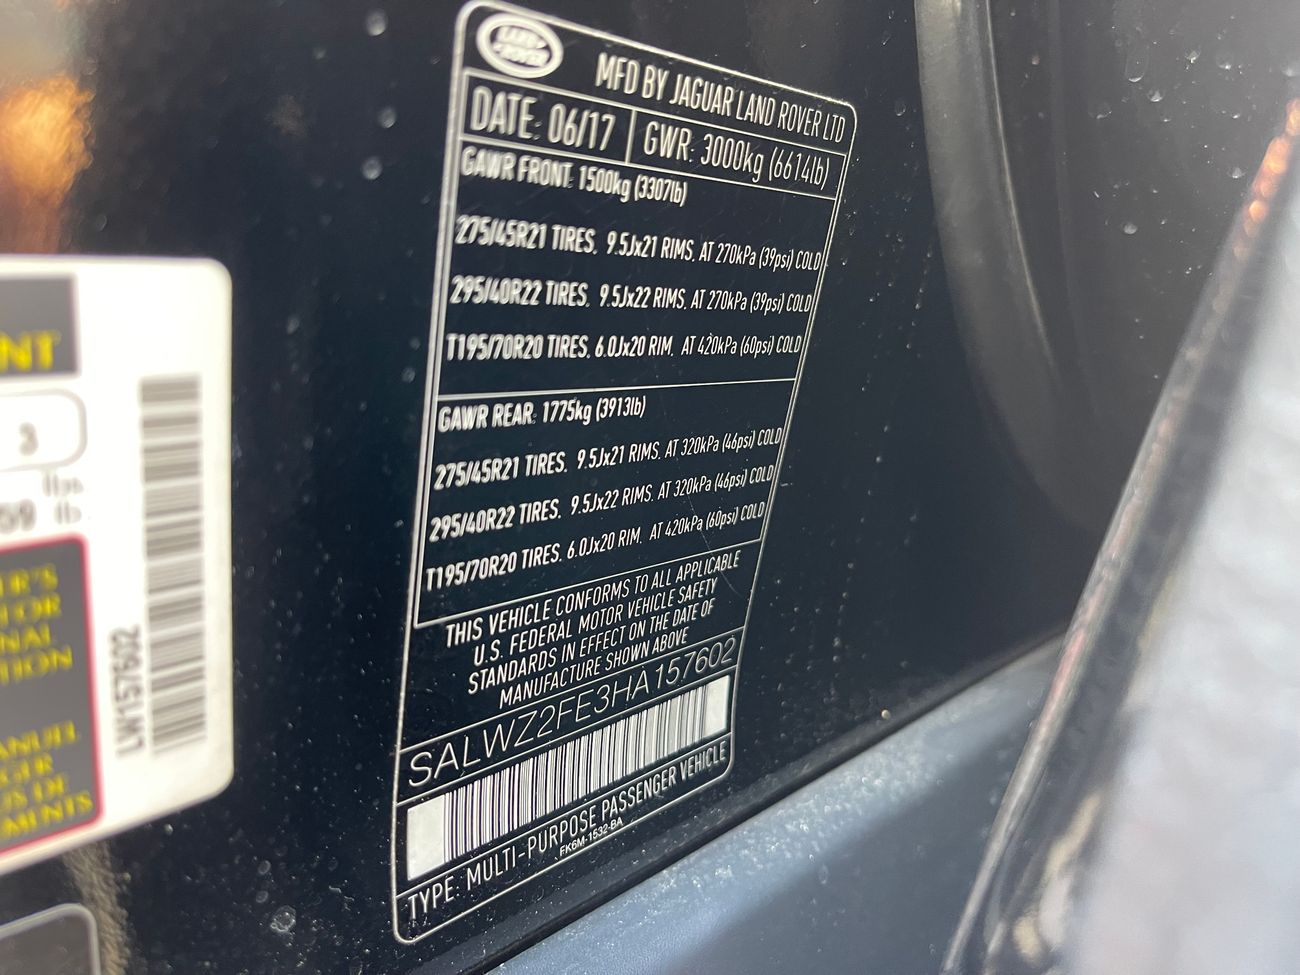 LAND
ROVER
MFD BY JAGUAR LAND ROVER LTD
DATE: 06/17 GWR: 3000kg (6614lb)
GAWR FRONT: 1500kg (3307lb)
275/45R21 TIRES, 9.5Jx21 RIMS, AT 270kPa (39psi) COLD
295/40R22 TIRES, 9.5Jx22 RIMS, AT 270kPa (39psi) COLD
T195/70R20 TIRES, 6.0Jx20 RIM, AT 420kPa (60psi) COLD
GAWR REAR: 1775kg (3913lb)
275/45R21 TIRES, 9.5Jx21 RIMS, AT 320kPa (46psi) COLD
295/40R22 TIRES, 9.5Jx22 RIMS, AT 320kPa (46psi) COLD
T195/70R20 TIRES, 6.0Jx20 RIM, AT 420kPa (60psi) COLD
THIS VEHICLE CONFORMS TO ALL APPLICABLE
U.S. FEDERAL MOTOR VEHICLE SAFETY
STANDARDS IN EFFECT ON THE DATE OF
MANUFACTURE SHOWN ABOVE
SALWZ2FE3HA157602
TYPE: MULTI-PURPOSE PASSENGER VEHICLE
FK6M-1532-BA
NT
3
lb
LW157602